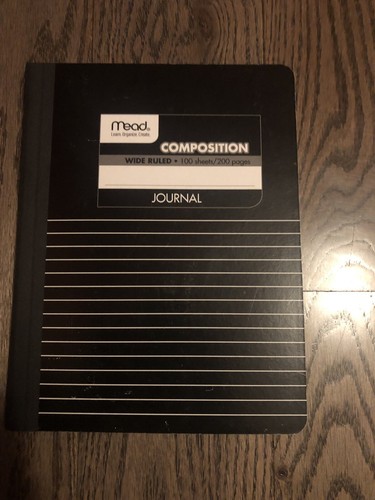 Mead®
Learn. Organize. Create.
COMPOSITION
WIDE RULED • 100 sheets/200 pages
JOURNAL